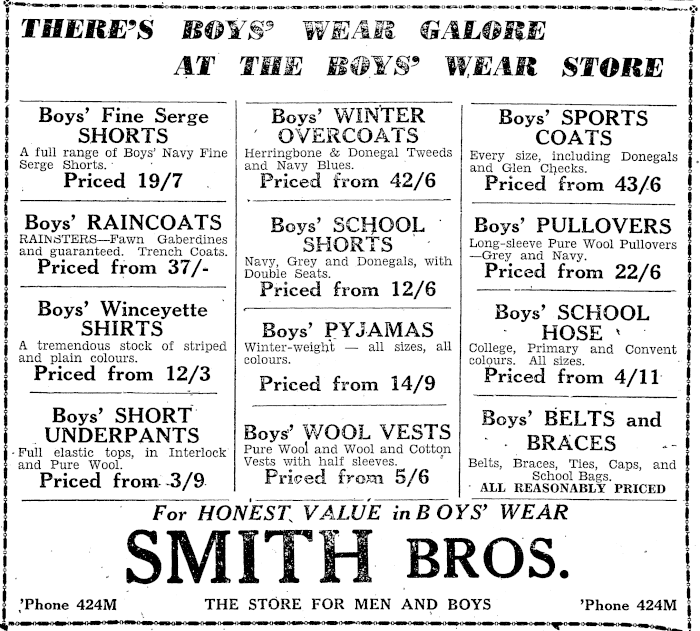 THERE'S BOYS' WEAR GALORE
AT THE BOYS' WEAR STORE
Boys' Fine Serge
SHORTS
A full range of Boys' Navy Fine
Serge Shorts.
Priced 19/7
Boys' RAINCOATS
RAINSTERS—Fawn Gaberdines
and guaranteed. Trench Coats.
Priced from 37/-
Boys' Winceyette
SHIRTS
A tremendous stock of striped
and plain colours.
Priced from 12/3
Boys' SHORT
UNDERPANTS
Full elastic tops, in Interlock
and Pure Wool.
Priced from 3/9
Boys' WINTER
OVERCOATS
Herringbone & Donegal Tweeds
and Navy Blues.
Priced from 42/6
Boys' SCHOOL
SHORTS
Navy, Grey and Donegals, with
Double Seats.
Priced from 12/6
Boys' PYJAMAS
Winter-weight — all sizes, all
colours.
Priced from 14/9
Boys' WOOL VESTS
Pure Wool and Wool and Cotton
Vests with half sleeves.
Priced from 5/6
Boys' SPORTS
COATS
Every size, including Donegals
and Glen Checks.
Priced from 43/6
Boys' PULLOVERS
Long-sleeve Pure Wool Pullovers
—Grey and Navy.
Priced from 22/6
Boys' SCHOOL
HOSE
College, Primary and Convent
colours. All sizes.
Priced from 4/11
Boys' BELTS and
BRACES
Belts, Braces, Ties, Caps, and
School Bags.
ALL REASONABLY PRICED
For HONEST VALUE in BOYS' WEAR
SMITH BROS.
'Phone 424M THE STORE FOR MEN AND BOYS 'Phone 424M